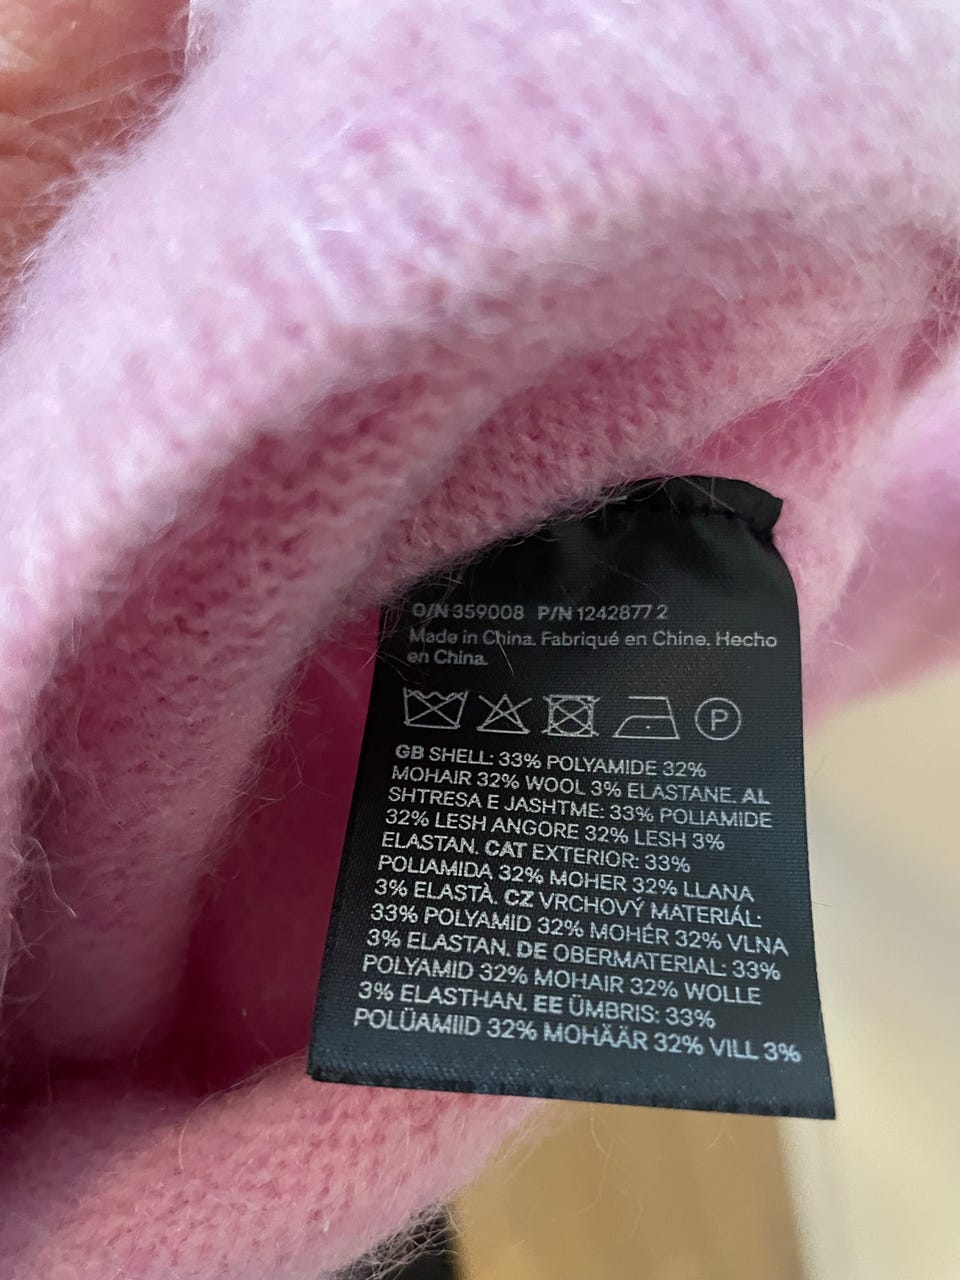 O/N 359008 P/N 1242877 2
Made in China. Fabriqué en Chine. Hecho
en China.
P
GB SHELL: 33% POLYAMIDE 32%
MOHAIR 32% WOOL 3% ELASTANE. AL
SHTRESA E JASHTME: 33% POLIAMIDE
32% LESH ANGORE 32% LESH 3%
ELASTAN. CAT EXTERIOR: 33%
POLIAMIDA 32% MOHER 32% LLANA
3% ELASTÀ. CZ VRCHOVÝ MATERIÁL:
33% POLYAMID 32% MOHÉR 32% VLNA
3% ELASTAN. DE OBERMATERIAL: 33%
POLYAMID 32% MOHAIR 32% WOLLE
3% ELASTHAN. EE ÜMBRIS: 33%
POLÜAMIID 32% MOHÄÄR 32% VILL 3%